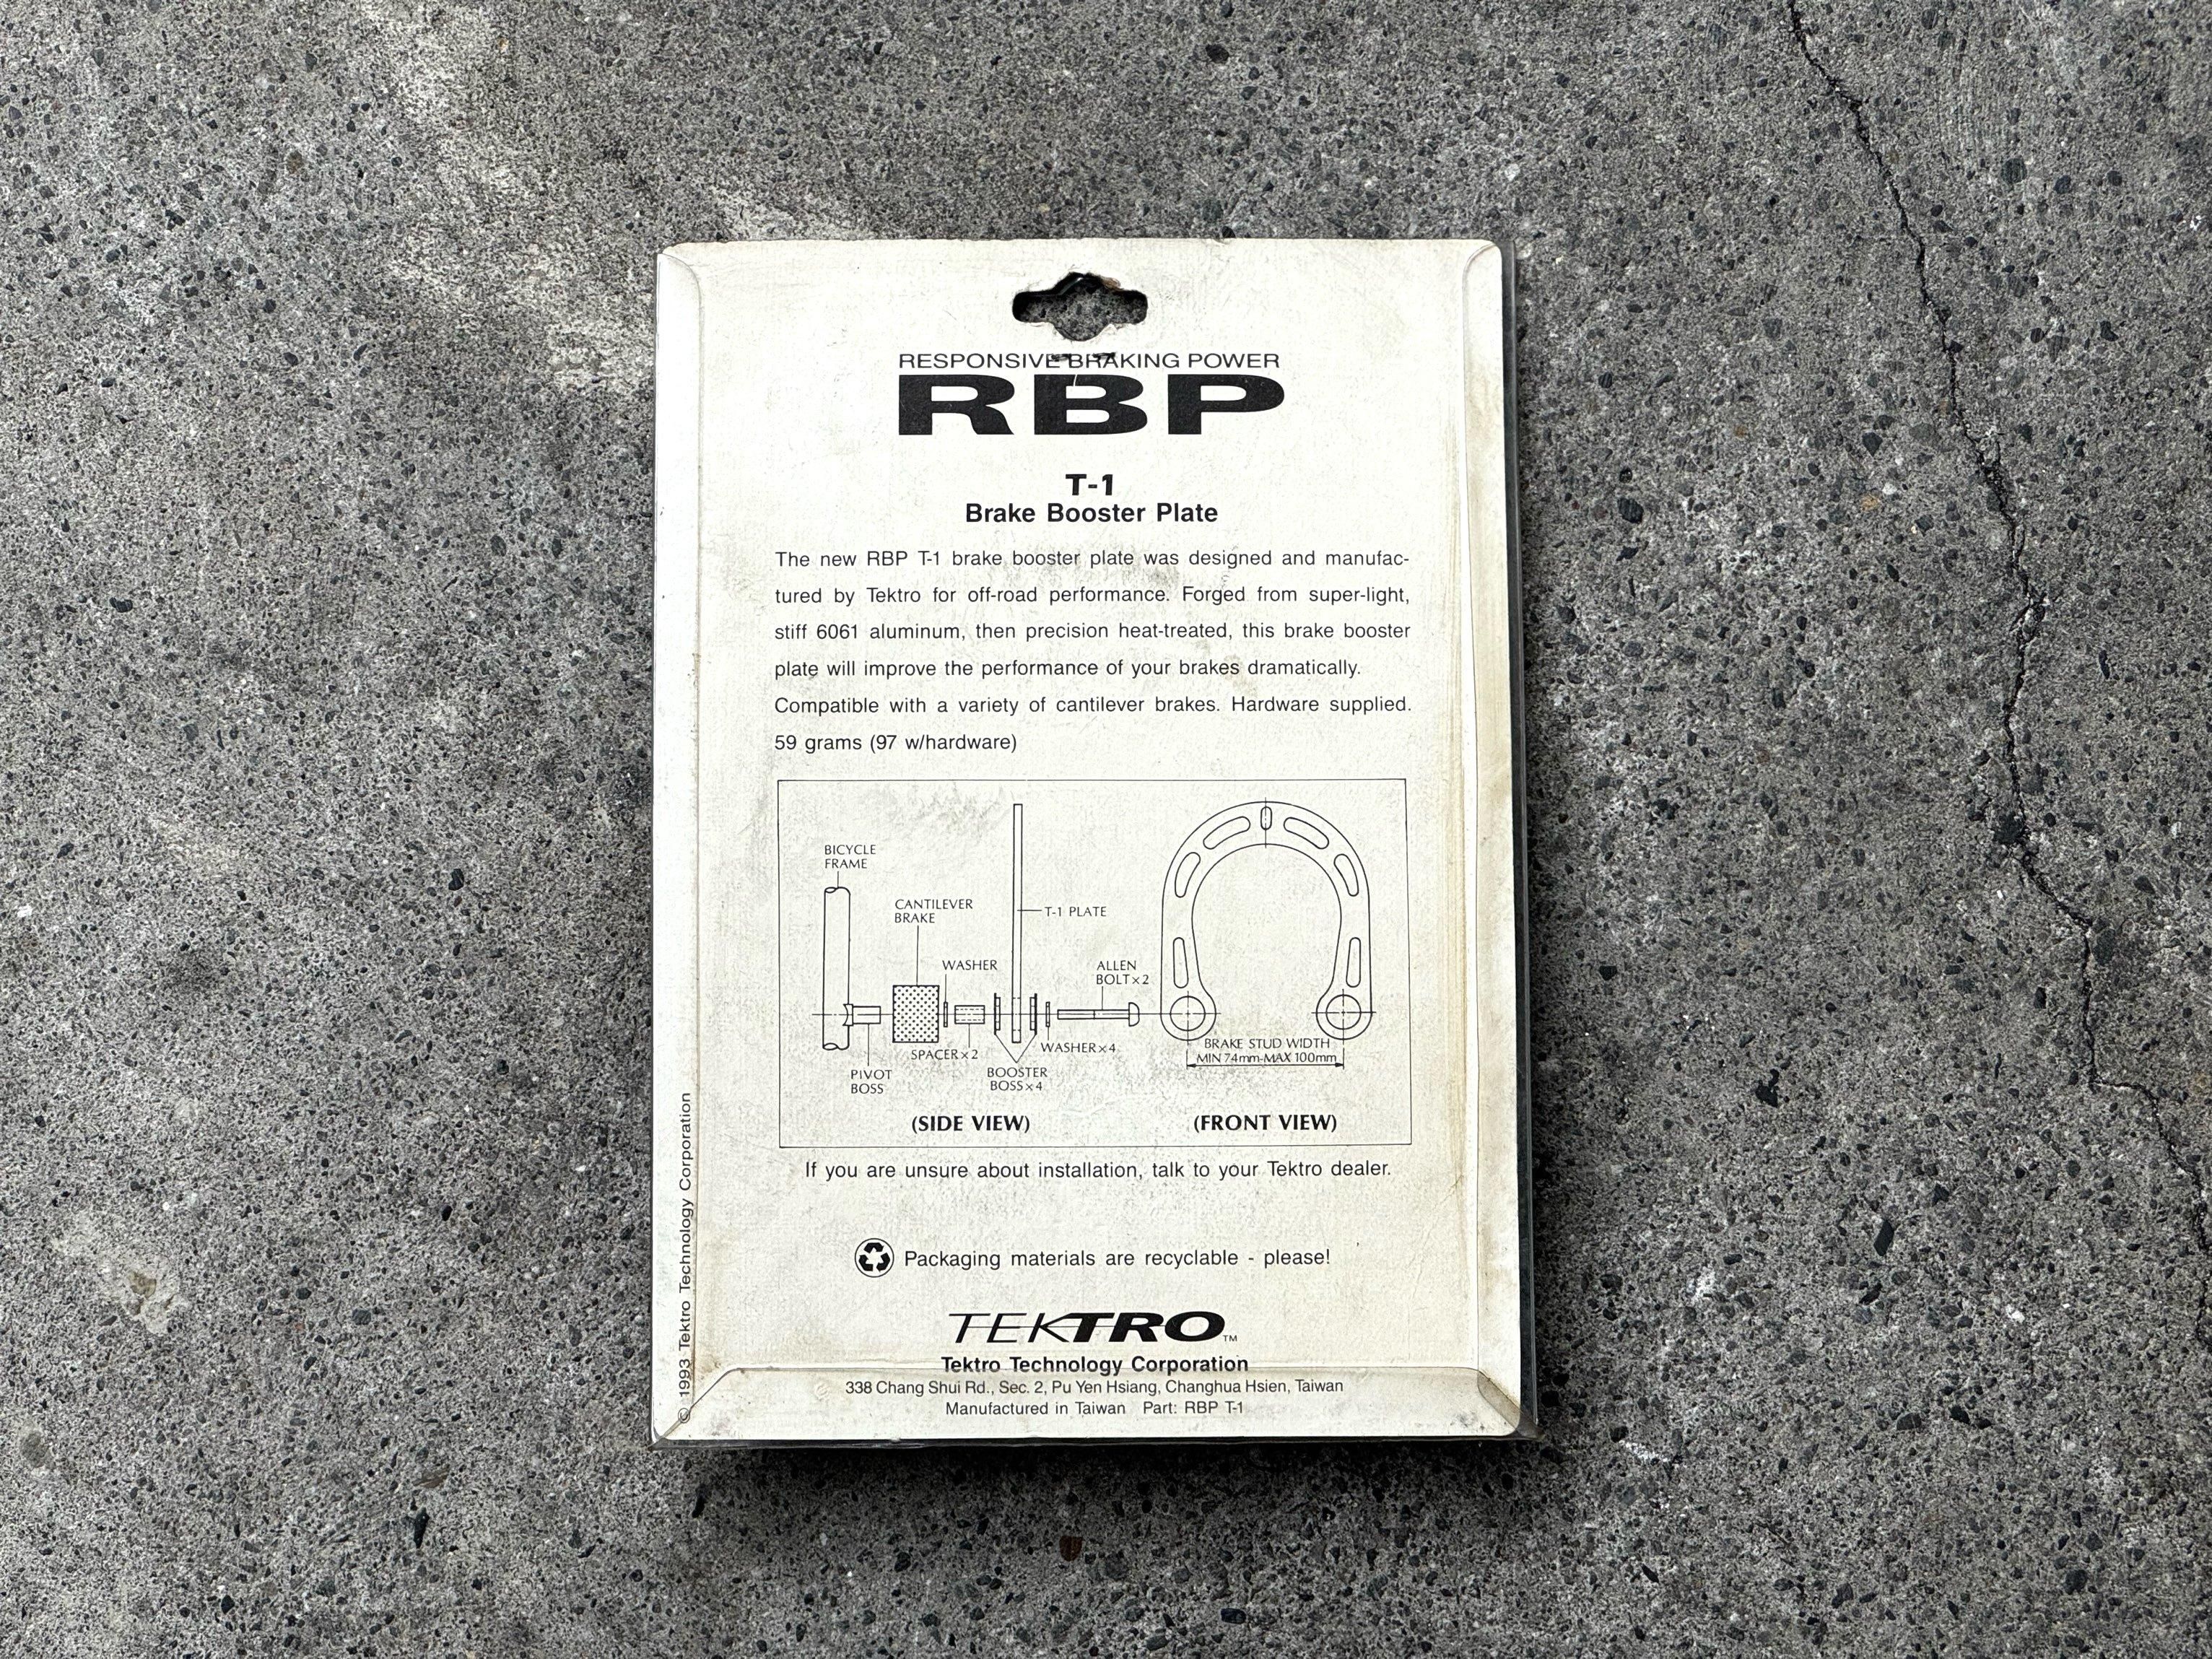 RESPONSIVE BRAKING POWER
RBP
T-1
Brake Booster Plate
The new RBP T-1 brake booster plate was designed and manufac-
tured by Tektro for off-road performance. Forged from super-light,
stiff 6061 aluminum, then precision heat-treated, this brake booster
plate will improve the performance of your brakes dramatically.
Compatible with a variety of cantilever brakes. Hardware supplied.
59 grams (97 w/hardware)
BICYCLE
FRAME
CANTILEVER
BRAKE
T-1 PLATE
WASHER
ALLEN
BOLT×2
SPACER×2
WASHER×4
PIVOT
BOSS
BOOSTER
BOSS×4
BRAKE STUD WIDTH
MIN 74mm-MAX 100mm
(SIDE VIEW)
(FRONT VIEW)
If you are unsure about installation, talk to your Tektro dealer.
Packaging materials are recyclable - please!
TEKTRO™
Tektro Technology Corporation
338 Chang Shui Rd., Sec. 2, Pu Yen Hsiang, Changhua Hsien, Taiwan
Manufactured in Taiwan Part: RBP T-1
© 1993 Tektro Technology Corporation